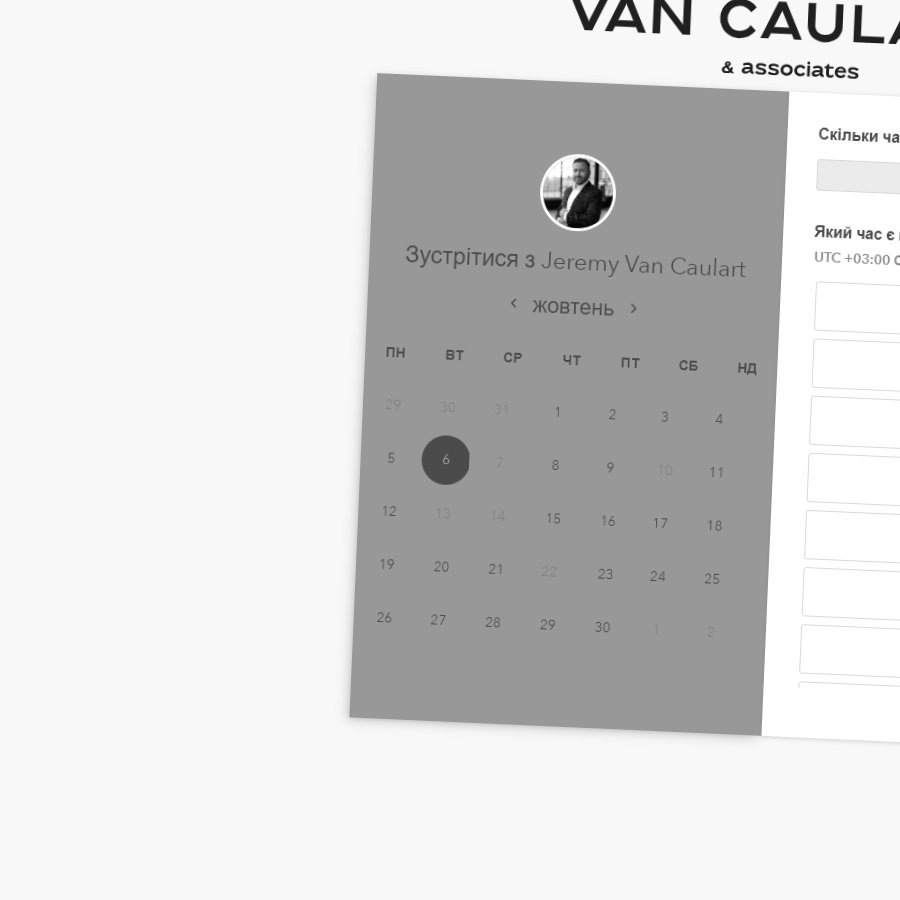 VAN CAULA
& associates
Зустрітися з Jeremy Van Caulart
жовтень
ПН ВТ СР ЧТ ПТ СБ НД
29 30 31 1 2 3 4
5 6 7 8 9 10 11
12 13 14 15 16 17 18
19 20 21 22 23 24 25
26 27 28 29 30 1 2
Скільки ча
Який час є
UTC +03:00